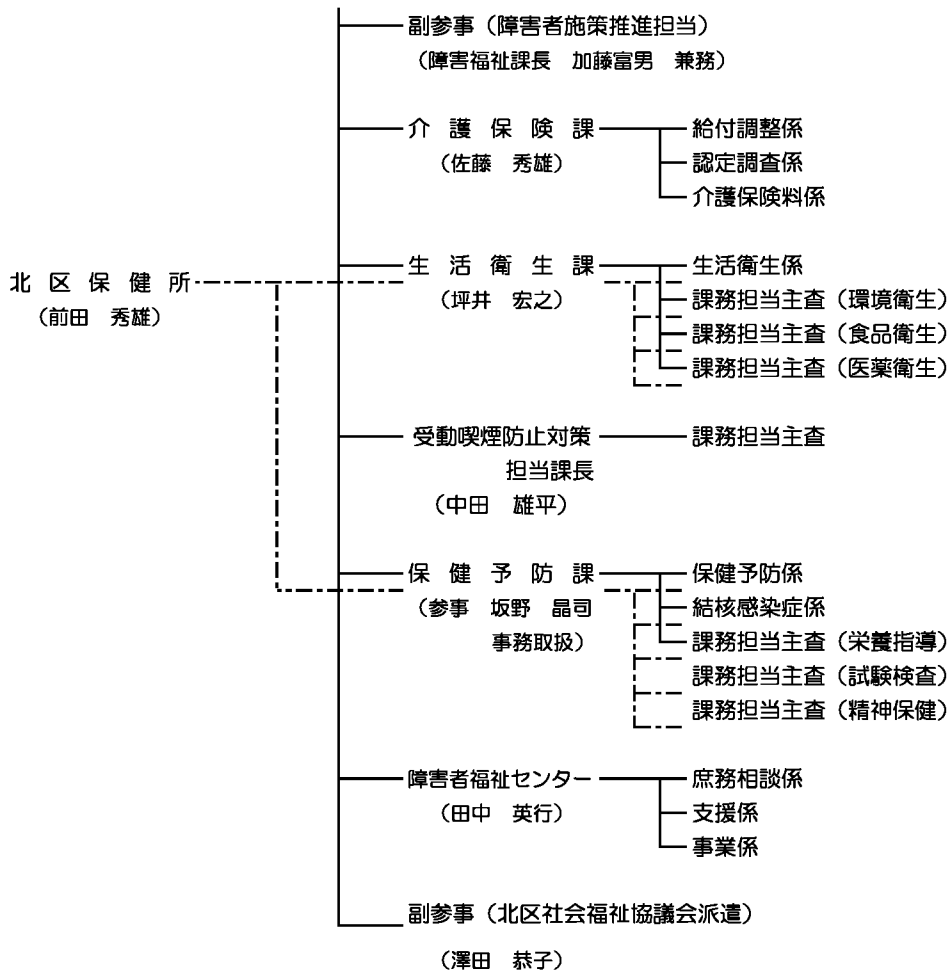 副参事（障害者施策推進担当）
（障害福祉課長　加藤富男　兼務）
介護保険課
（佐藤　秀雄）
給付調整係
認定調査係
介護保険料係
北区保健所
（前田　秀雄）
生活衛生課
（坪井　宏之）
生活衛生係
課務担当主査（環境衛生）
課務担当主査（食品衛生）
課務担当主査（医薬衛生）
受動喫煙防止対策
担当課長
（中田　雄平）
課務担当主査
保健予防課
（参事　坂野　晶司
事務取扱）
保健予防係
結核感染症係
課務担当主査（栄養指導）
課務担当主査（試験検査）
課務担当主査（精神保健）
障害者福祉センター
（田中　英行）
庶務相談係
支援係
事業係
副参事（北区社会福祉協議会派遣）
（澤田　恭子）